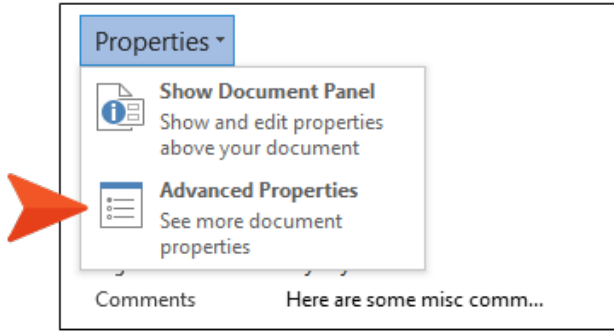 Properties
Show Document Panel
Show and edit properties
above your document
Advanced Properties
See more document
properties
Comments Here are some misc comm...